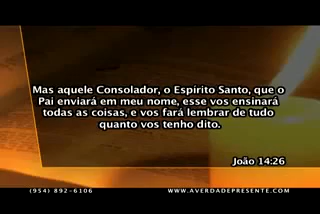 Mas aquele Consolador, o Espírito Santo, que o
Pai enviará em meu nome, esse vos ensinará
todas as coisas, e vos fará lembrar de tudo
quanto vos tenho dito.
João 14:26
(954) 892-6106
WWW.AVERDADEPRESENTE.COM